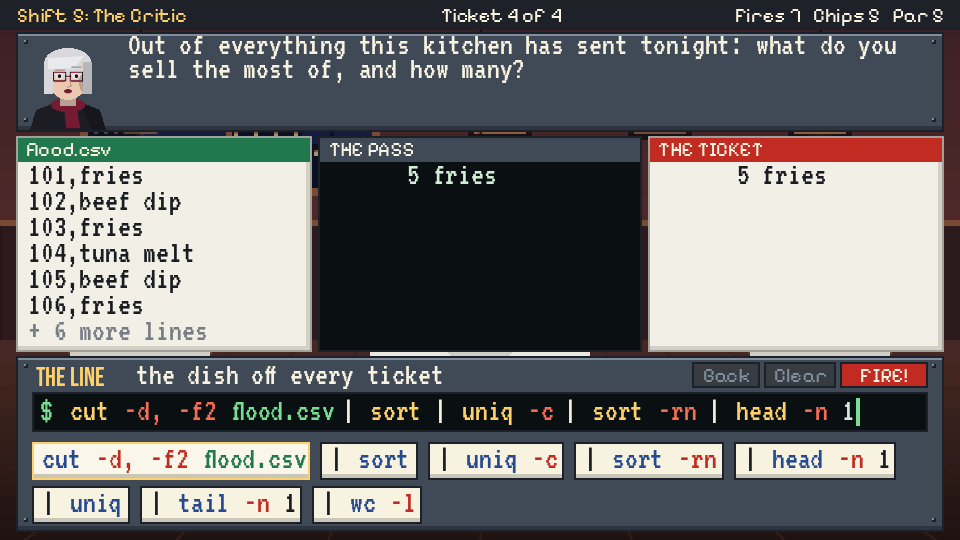 Shift 8: The Critic
Ticket 4 of 4
Fires 7 Chips 8 Par 8
Out of everything this kitchen has sent tonight: what do you
sell the most of, and how many?
flood.csv
101,fries
102,beef dip
103,fries
104,tuna melt
105,beef dip
106,fries
+ 6 more lines
THE PASS
5 fries
THE TICKET
5 fries
THE LINE
the dish off every ticket
Back
Clear
FIRE!
$ cut -d, -f2 flood.csv | sort | uniq -c | sort -rn | head -n 1
cut -d, -f2 flood.csv
| sort
| uniq -c
| sort -rn
| head -n 1
| uniq
| tail -n 1
| wc -l